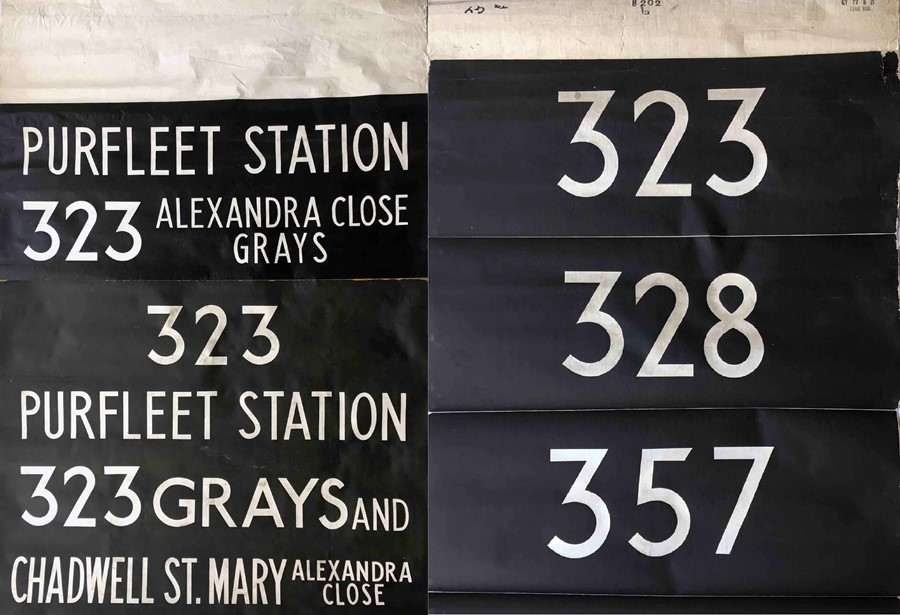 PURFLEET STATION
323 ALEXANDRA CLOSE
GRAYS
323
PURFLEET STATION
323 GRAYS AND
CHADWELL ST. MARY ALEXANDRA
CLOSE
B202
323
328
357